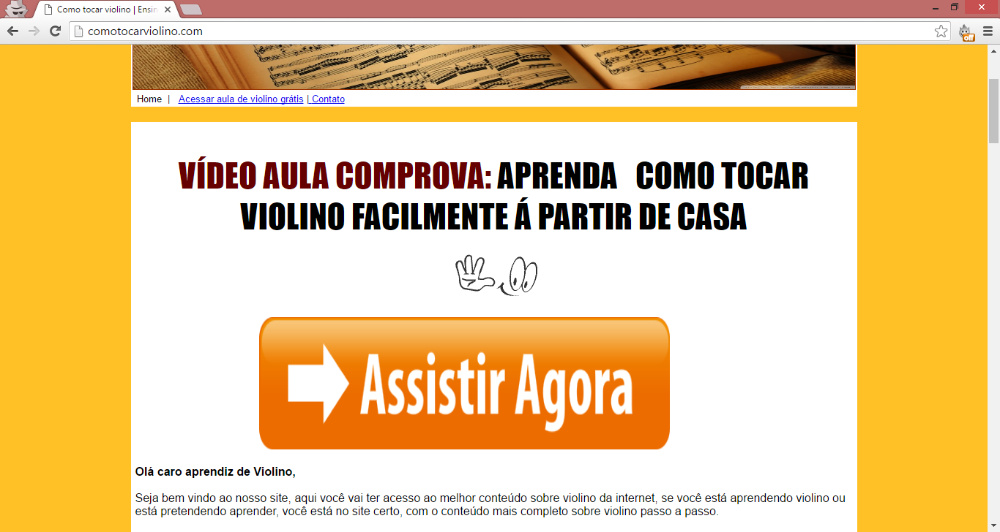 Como tocar violino | Ensin
comotocarviolino.com
off
Home | Acessar aula de violino grátis | Contato
VÍDEO AULA COMPROVA: APRENDA COMO TOCAR
VIOLINO FACILMENTE Á PARTIR DE CASA
Assistir Agora
Olá caro aprendiz de Violino,
Seja bem vindo ao nosso site, aqui você vai ter acesso ao melhor conteúdo sobre violino da internet, se você está aprendendo violino ou
está pretendendo aprender, você está no site certo, com o conteúdo mais completo sobre violino passo a passo.